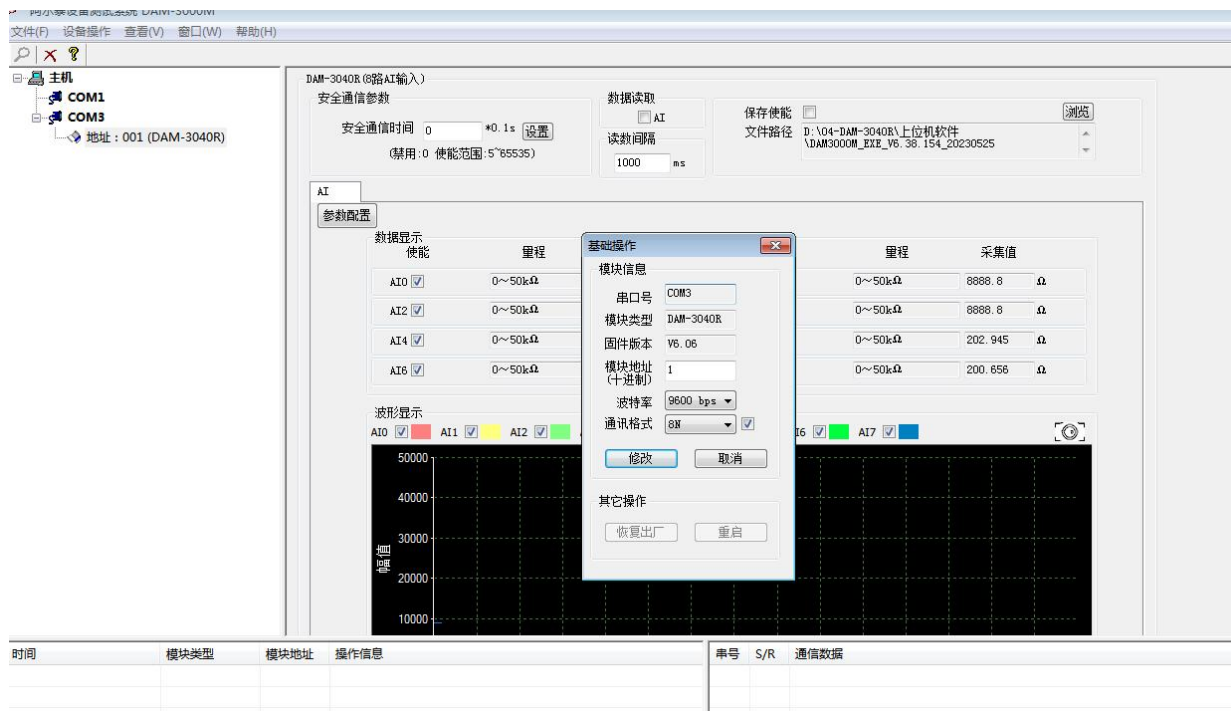 阿尔泰设备测试系统 DAM-3000M
文件(F) 设备操作 查看(V) 窗口(W) 帮助(H)
主机
COM1
COM3
地址：001 (DAM-3040R)
DAM-3040R(8路AI输入)
安全通信参数
安全通信时间 0 *0.1s 设置
(禁用:0 使能范围:5~65535)
数据读取
AI
读数间隔
1000 ms
保存使能 浏览
文件路径 D:\04-DAM-3040R\上位机软件
\DAM3000M_EXE_V6.38.154_20230525
AI
参数配置
数据显示
使能 量程 量程 采集值
AI0 0～50kΩ 0～50kΩ 8888.8 Ω
AI2 0～50kΩ 0～50kΩ 8888.8 Ω
AI4 0～50kΩ 0～50kΩ 202.945 Ω
AI6 0～50kΩ 0～50kΩ 200.656 Ω
基础操作
模块信息
串口号 COM3
模块类型 DAM-3040R
固件版本 V6.06
模块地址 1
(十进制)
波特率 9600 bps
通讯格式 8N
修改 取消
其它操作
恢复出厂 重启
波形显示
AI0 AI1 AI2 I6 AI7
50000
40000
30000
20000
10000
幅值
时间 模块类型 模块地址 操作信息
串号 S/R 通信数据